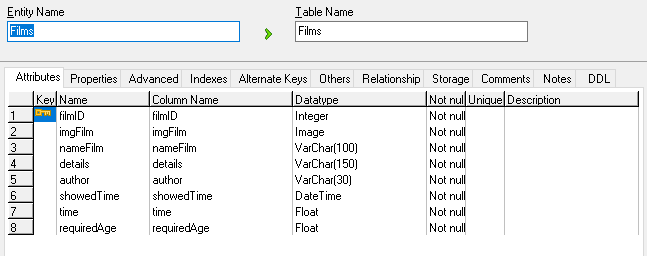 Entity Name Table Name
Films Films
Attributes Properties Advanced Indexes Alternate Keys Others Relationship Storage Comments Notes DDL
Key Name Column Name Datatype Not nul Unique Description
1 filmID filmID Integer Not null
2 imgFilm imgFilm Image Not null
3 nameFilm nameFilm VarChar(100) Not null
4 details details VarChar(150) Not null
5 author author VarChar(30) Not null
6 showedTime showedTime DateTime Not null
7 time time Float Not null
8 requiredAge requiredAge Float Not null